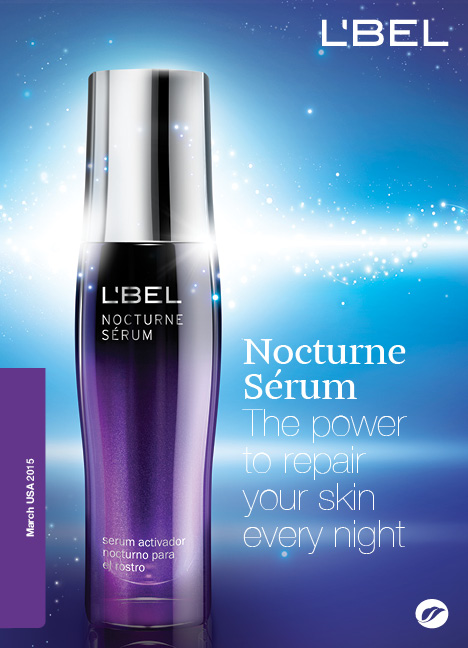 L'BEL
L'BEL
NOCTURNE
SÉRUM
Nocturne
Sérum
The power
to repair
your skin
every night
March USA 2015
serum activador
nocturno para
el rostro